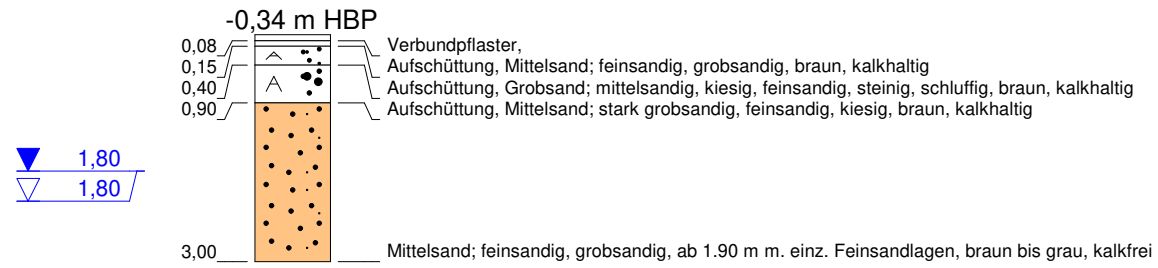 -0,34 m HBP
0,08 Verbundpflaster,
0,15 Aufschüttung, Mittelsand; feinsandig, grobsandig, braun, kalkhaltig
0,40 Aufschüttung, Grobsand; mittelsandig, kiesig, feinsandig, steinig, schluffig, braun, kalkhaltig
0,90 Aufschüttung, Mittelsand; stark grobsandig, feinsandig, kiesig, braun, kalkhaltig
A
A
1,80
1,80
3,00 Mittelsand; feinsandig, grobsandig, ab 1.90 m m. einz. Feinsandlagen, braun bis grau, kalkfrei